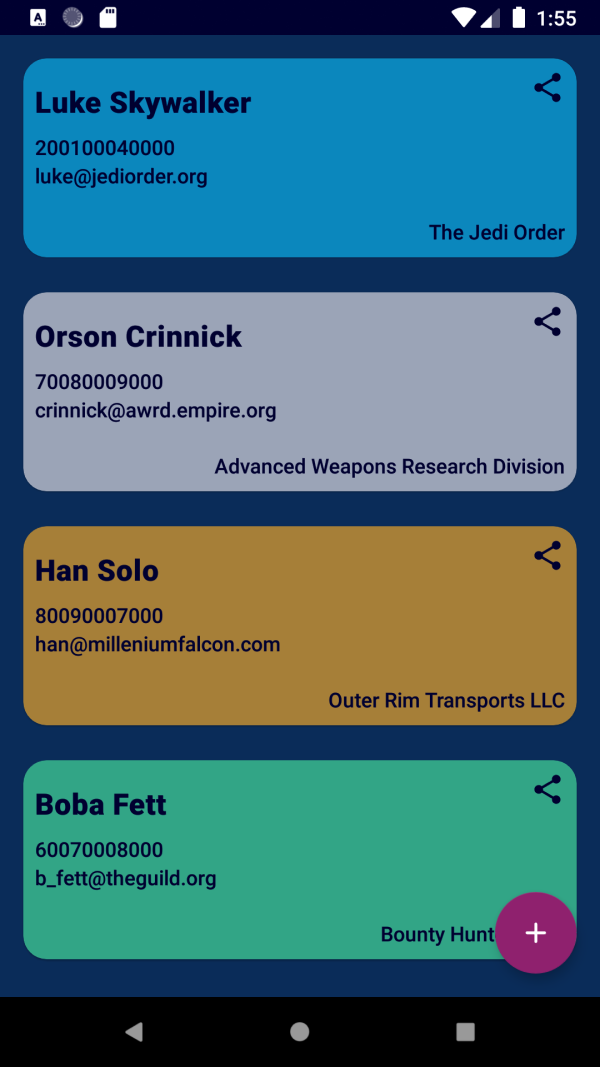 1:55
Luke Skywalker
200100040000
luke@jediorder.org
The Jedi Order
Orson Crinnick
70080009000
crinnick@awrd.empire.org
Advanced Weapons Research Division
Han Solo
80090007000
han@milleniumfalcon.com
Outer Rim Transports LLC
Boba Fett
60070008000
b_fett@theguild.org
Bounty